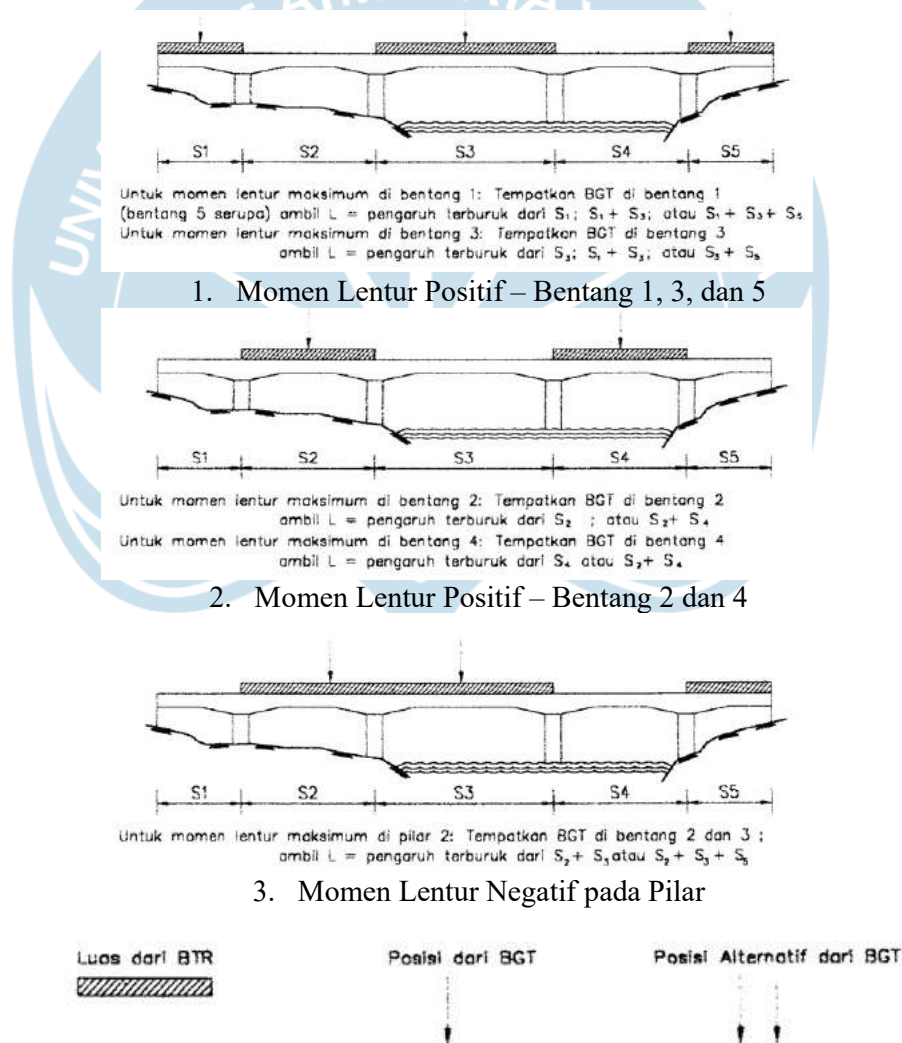 S1 S2 S3 S4 S5
Untuk momen lentur maksimum di bentang 1: Tempatkan BGT di bentang 1
(bentang 5 serupa) ambil L = pengaruh terburuk dari S₁; S₁ + S₃; atau S₁ + S₃ + S₅
Untuk momen lentur maksimum di bentang 3: Tempatkan BGT di bentang 3
ambil L = pengaruh terburuk dari S₃; S₁ + S₃; atau S₃ + S₅
1. Momen Lentur Positif – Bentang 1, 3, dan 5
S1 S2 S3 S4 S5
Untuk momen lentur maksimum di bentang 2: Tempatkan BGT di bentang 2
ambil L = pengaruh terburuk dari S₂ ; atau S₂+ S₄
Untuk momen lentur maksimum di bentang 4: Tempatkan BGT di bentang 4
ambil L = pengaruh terburuk dari S₄ atau S₂+ S₄
2. Momen Lentur Positif – Bentang 2 dan 4
S1 S2 S3 S4 S5
Untuk momen lentur maksimum di pilar 2: Tempatkan BGT di bentang 2 dan 3 ;
ambil L = pengaruh terburuk dari S₂+ S₃ atau S₂ + S₃ + S₅
3. Momen Lentur Negatif pada Pilar
Luas dari BTR Posisi dari BGT Posisi Alternatif dari BGT